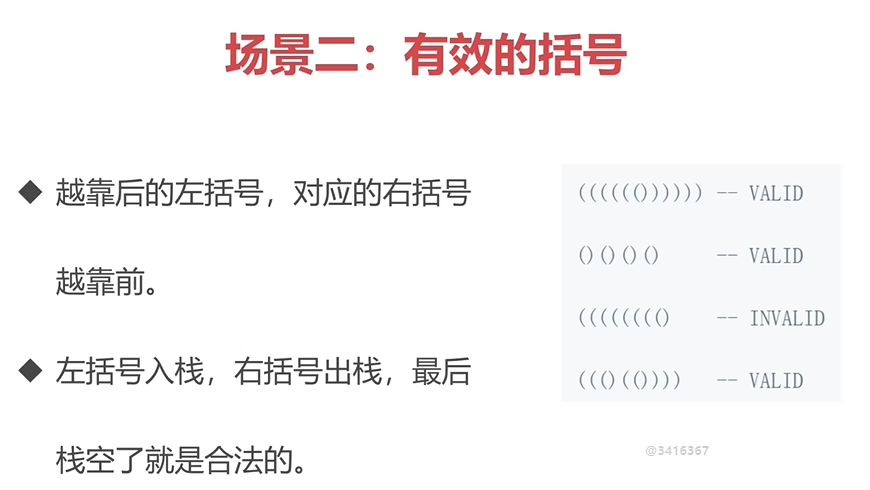 场景二：有效的括号
◆ 越靠后的左括号，对应的右括号
越靠前。
◆ 左括号入栈，右括号出栈，最后
栈空了就是合法的。
(((((()))))) -- VALID
()()()() -- VALID
(((((((() -- INVALID
((()(()))) -- VALID
@3416367